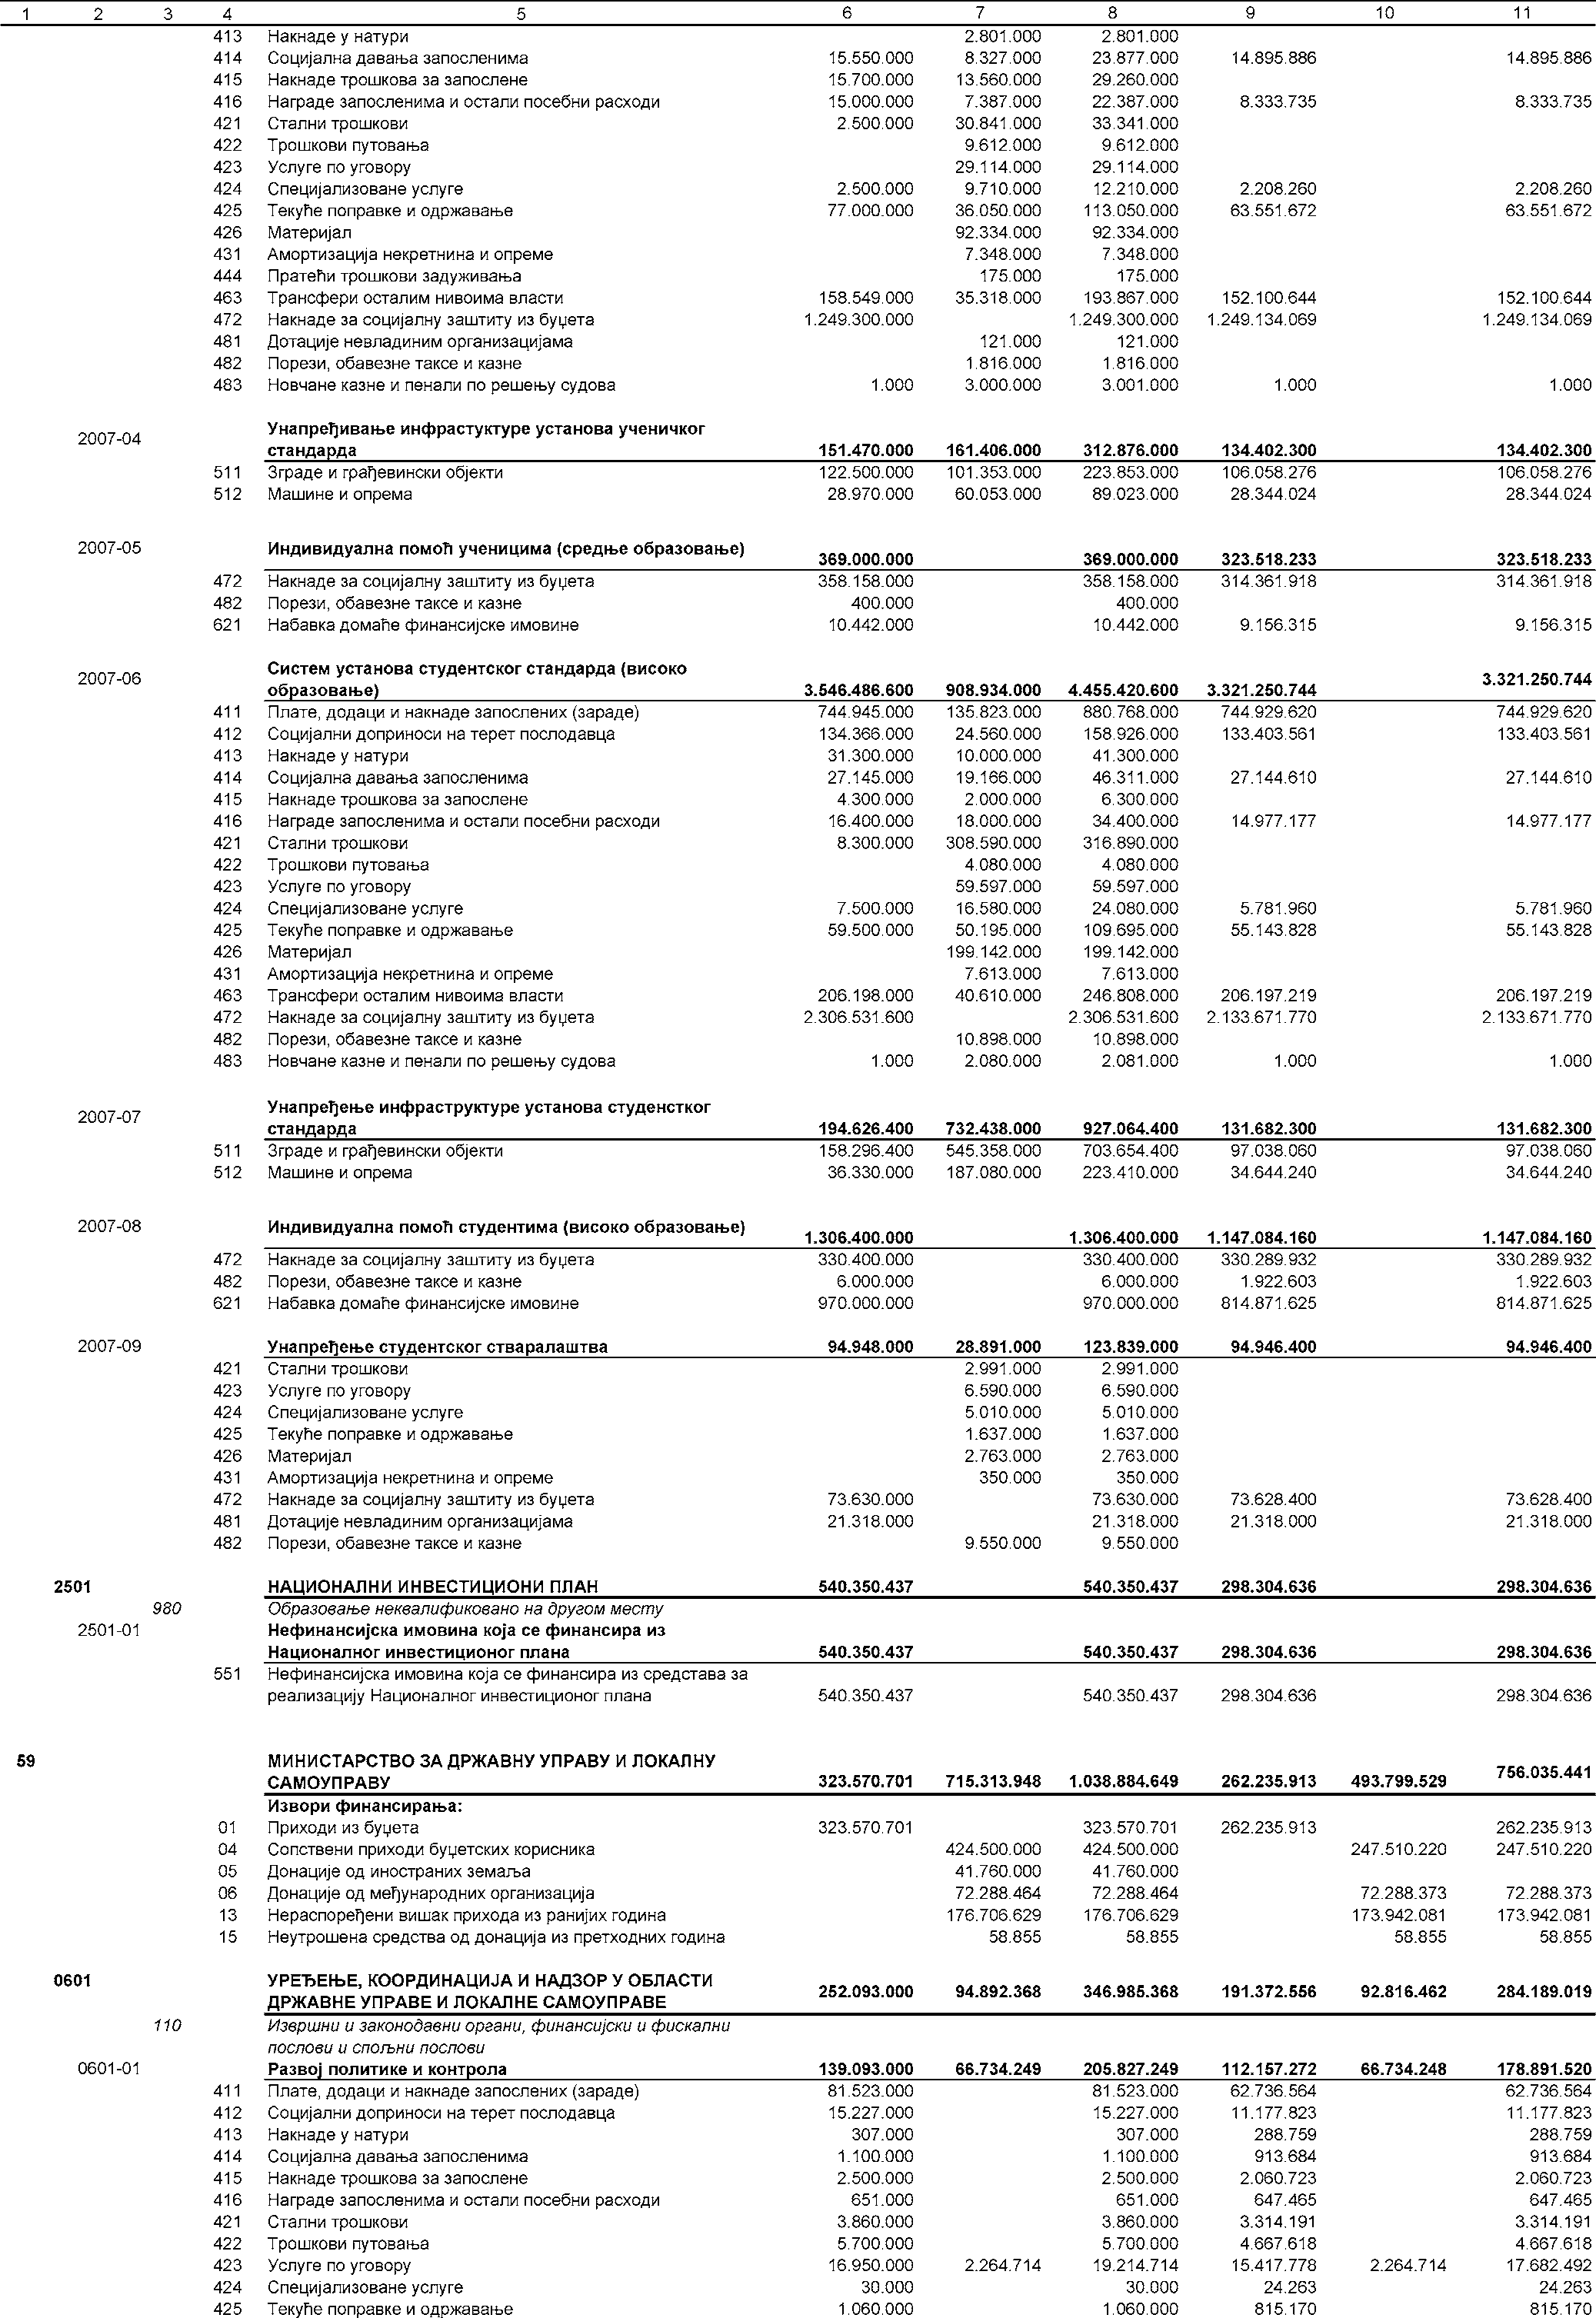 1 2 3 4 5 6 7 8 9 10 11
413 Накнаде у натури 2.801.000 2.801.000
414 Социјална давања запосленима 15.550.000 8.327.000 23.877.000 14.895.886 14.895.886
415 Накнаде трошкова за запослене 15.700.000 13.560.000 29.260.000
416 Награде запосленима и остали посебни расходи 15.000.000 7.387.000 22.387.000 8.333.735 8.333.735
421 Стални трошкови 2.500.000 30.841.000 33.341.000
422 Трошкови путовања 9.612.000 9.612.000
423 Услуге по уговору 29.114.000 29.114.000
424 Специјализоване услуге 2.500.000 9.710.000 12.210.000 2.208.260 2.208.260
425 Текуће поправке и одржавање 77.000.000 36.050.000 113.050.000 63.551.672 63.551.672
426 Материјал 92.334.000 92.334.000
431 Амортизација некретнина и опреме 7.348.000 7.348.000
444 Пратећи трошкови задуживања 175.000 175.000
463 Трансфери осталим нивоима власти 158.549.000 35.318.000 193.867.000 152.100.644 152.100.644
472 Накнаде за социјалну заштиту из буџета 1.249.300.000 1.249.300.000 1.249.134.069 1.249.134.069
481 Дотације невладиним организацијама 121.000 121.000
482 Порези, обавезне таксе и казне 1.816.000 1.816.000
483 Новчане казне и пенали по решењу судова 1.000 3.000.000 3.001.000 1.000 1.000
2007-04 Унапређивање инфрастуктуре установа ученичког
стандарда 151.470.000 161.406.000 312.876.000 134.402.300 134.402.300
511 Зграде и грађевински објекти 122.500.000 101.353.000 223.853.000 106.058.276 106.058.276
512 Машине и опрема 28.970.000 60.053.000 89.023.000 28.344.024 28.344.024
2007-05 Индивидуална помоћ ученицима (средње образовање) 369.000.000 369.000.000 323.518.233 323.518.233
472 Накнаде за социјалну заштиту из буџета 358.158.000 358.158.000 314.361.918 314.361.918
482 Порези, обавезне таксе и казне 400.000 400.000
621 Набавка домаће финансијске имовине 10.442.000 10.442.000 9.156.315 9.156.315
2007-06 Систем установа студентског стандарда (високо
образовање) 3.546.486.600 908.934.000 4.455.420.600 3.321.250.744 3.321.250.744
411 Плате, додаци и накнаде запослених (зараде) 744.945.000 135.823.000 880.768.000 744.929.620 744.929.620
412 Социјални доприноси на терет послодавца 134.366.000 24.560.000 158.926.000 133.403.561 133.403.561
413 Накнаде у натури 31.300.000 10.000.000 41.300.000
414 Социјална давања запосленима 27.145.000 19.166.000 46.311.000 27.144.610 27.144.610
415 Накнаде трошкова за запослене 4.300.000 2.000.000 6.300.000
416 Награде запосленима и остали посебни расходи 16.400.000 18.000.000 34.400.000 14.977.177 14.977.177
421 Стални трошкови 8.300.000 308.590.000 316.890.000
422 Трошкови путовања 4.080.000 4.080.000
423 Услуге по уговору 59.597.000 59.597.000
424 Специјализоване услуге 7.500.000 16.580.000 24.080.000 5.781.960 5.781.960
425 Текуће поправке и одржавање 59.500.000 50.195.000 109.695.000 55.143.828 55.143.828
426 Материјал 199.142.000 199.142.000
431 Амортизација некретнина и опреме 7.613.000 7.613.000
463 Трансфери осталим нивоима власти 206.198.000 40.610.000 246.808.000 206.197.219 206.197.219
472 Накнаде за социјалну заштиту из буџета 2.306.531.600 2.306.531.600 2.133.671.770 2.133.671.770
482 Порези, обавезне таксе и казне 10.898.000 10.898.000
483 Новчане казне и пенали по решењу судова 1.000 2.080.000 2.081.000 1.000 1.000
2007-07 Унапређење инфраструктуре установа студенстког
стандарда 194.626.400 732.438.000 927.064.400 131.682.300 131.682.300
511 Зграде и грађевински објекти 158.296.400 545.358.000 703.654.400 97.038.060 97.038.060
512 Машине и опрема 36.330.000 187.080.000 223.410.000 34.644.240 34.644.240
2007-08 Индивидуална помоћ студентима (високо образовање) 1.306.400.000 1.306.400.000 1.147.084.160 1.147.084.160
472 Накнаде за социјалну заштиту из буџета 330.400.000 330.400.000 330.289.932 330.289.932
482 Порези, обавезне таксе и казне 6.000.000 6.000.000 1.922.603 1.922.603
621 Набавка домаће финансијске имовине 970.000.000 970.000.000 814.871.625 814.871.625
2007-09 Унапређење студентског стваралаштва 94.948.000 28.891.000 123.839.000 94.946.400 94.946.400
421 Стални трошкови 2.991.000 2.991.000
423 Услуге по уговору 6.590.000 6.590.000
424 Специјализоване услуге 5.010.000 5.010.000
425 Текуће поправке и одржавање 1.637.000 1.637.000
426 Материјал 2.763.000 2.763.000
431 Амортизација некретнина и опреме 350.000 350.000
472 Накнаде за социјалну заштиту из буџета 73.630.000 73.630.000 73.628.400 73.628.400
481 Дотације невладиним организацијама 21.318.000 21.318.000 21.318.000 21.318.000
482 Порези, обавезне таксе и казне 9.550.000 9.550.000
2501 НАЦИОНАЛНИ ИНВЕСТИЦИОНИ ПЛАН 540.350.437 540.350.437 298.304.636 298.304.636
980 Образовање неквалификовано на другом месту
2501-01 Нефинансијска имовина која се финансира из
Националног инвестиционог плана 540.350.437 540.350.437 298.304.636 298.304.636
551 Нефинансијска имовина која се финансира из средстава за
реализацију Националног инвестиционог плана 540.350.437 540.350.437 298.304.636 298.304.636
59 МИНИСТАРСТВО ЗА ДРЖАВНУ УПРАВУ И ЛОКАЛНУ
САМОУПРАВУ 323.570.701 715.313.948 1.038.884.649 262.235.913 493.799.529 756.035.441
Извори финансирања:
01 Приходи из буџета 323.570.701 323.570.701 262.235.913 262.235.913
04 Сопствени приходи буџетских корисника 424.500.000 424.500.000 247.510.220 247.510.220
05 Донације од иностраних земаља 41.760.000 41.760.000
06 Донације од међународних организација 72.288.464 72.288.464 72.288.373 72.288.373
13 Нераспоређени вишак прихода из ранијих година 176.706.629 176.706.629 173.942.081 173.942.081
15 Неутрошена средства од донација из претходних година 58.855 58.855 58.855 58.855
0601 УРЕЂЕЊЕ, КООРДИНАЦИЈА И НАДЗОР У ОБЛАСТИ
ДРЖАВНЕ УПРАВЕ И ЛОКАЛНЕ САМОУПРАВЕ 252.093.000 94.892.368 346.985.368 191.372.556 92.816.462 284.189.019
110 Извршни и законодавни органи, финансијски и фискални
послови и спољни послови
0601-01 Развој политике и контрола 139.093.000 66.734.249 205.827.249 112.157.272 66.734.248 178.891.520
411 Плате, додаци и накнаде запослених (зараде) 81.523.000 81.523.000 62.736.564 62.736.564
412 Социјални доприноси на терет послодавца 15.227.000 15.227.000 11.177.823 11.177.823
413 Накнаде у натури 307.000 307.000 288.759 288.759
414 Социјална давања запосленима 1.100.000 1.100.000 913.684 913.684
415 Накнаде трошкова за запослене 2.500.000 2.500.000 2.060.723 2.060.723
416 Награде запосленима и остали посебни расходи 651.000 651.000 647.465 647.465
421 Стални трошкови 3.860.000 3.860.000 3.314.191 3.314.191
422 Трошкови путовања 5.700.000 5.700.000 4.667.618 4.667.618
423 Услуге по уговору 16.950.000 2.264.714 19.214.714 15.417.778 2.264.714 17.682.492
424 Специјализоване услуге 30.000 30.000 24.263 24.263
425 Текуће поправке и одржавање 1.060.000 1.060.000 815.170 815.170